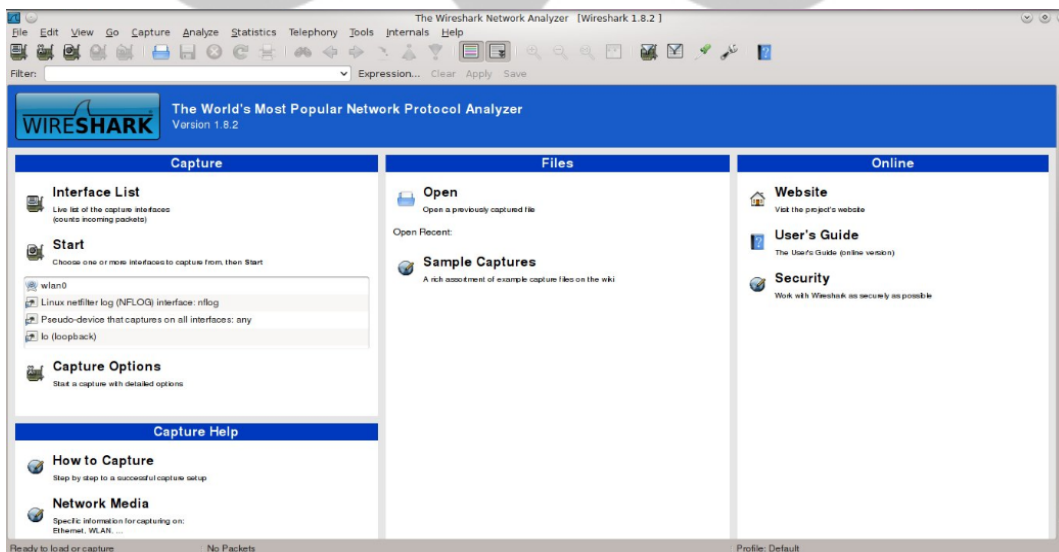 The Wireshark Network Analyzer [Wireshark 1.8.2 ]
File Edit View Go Capture Analyze Statistics Telephony Tools Internals Help
Filter:
Expression... Clear Apply Save
WIRESHARK
The World's Most Popular Network Protocol Analyzer
Version 1.8.2
Capture
Interface List
Live list of the capture interfaces
(counts incoming packets)
Start
Choose one or more interfaces to capture from, then Start
wlan0
Linux netfilter log (NFLOG) interface: nflog
Pseudo-device that captures on all interfaces: any
lo (loopback)
Capture Options
Start a capture with detailed options
Capture Help
How to Capture
Step by step to a successful capture setup
Network Media
Specific information for capturing on:
Ethernet, WLAN, ...
Files
Open
Open a previously captured file
Open Recent:
Sample Captures
A rich assortment of example capture files on the wiki
Online
Website
Visit the project's website
User's Guide
The User's Guide (online version)
Security
Work with Wireshark as securely as possible
Ready to load or capture
No Packets
Profile: Default